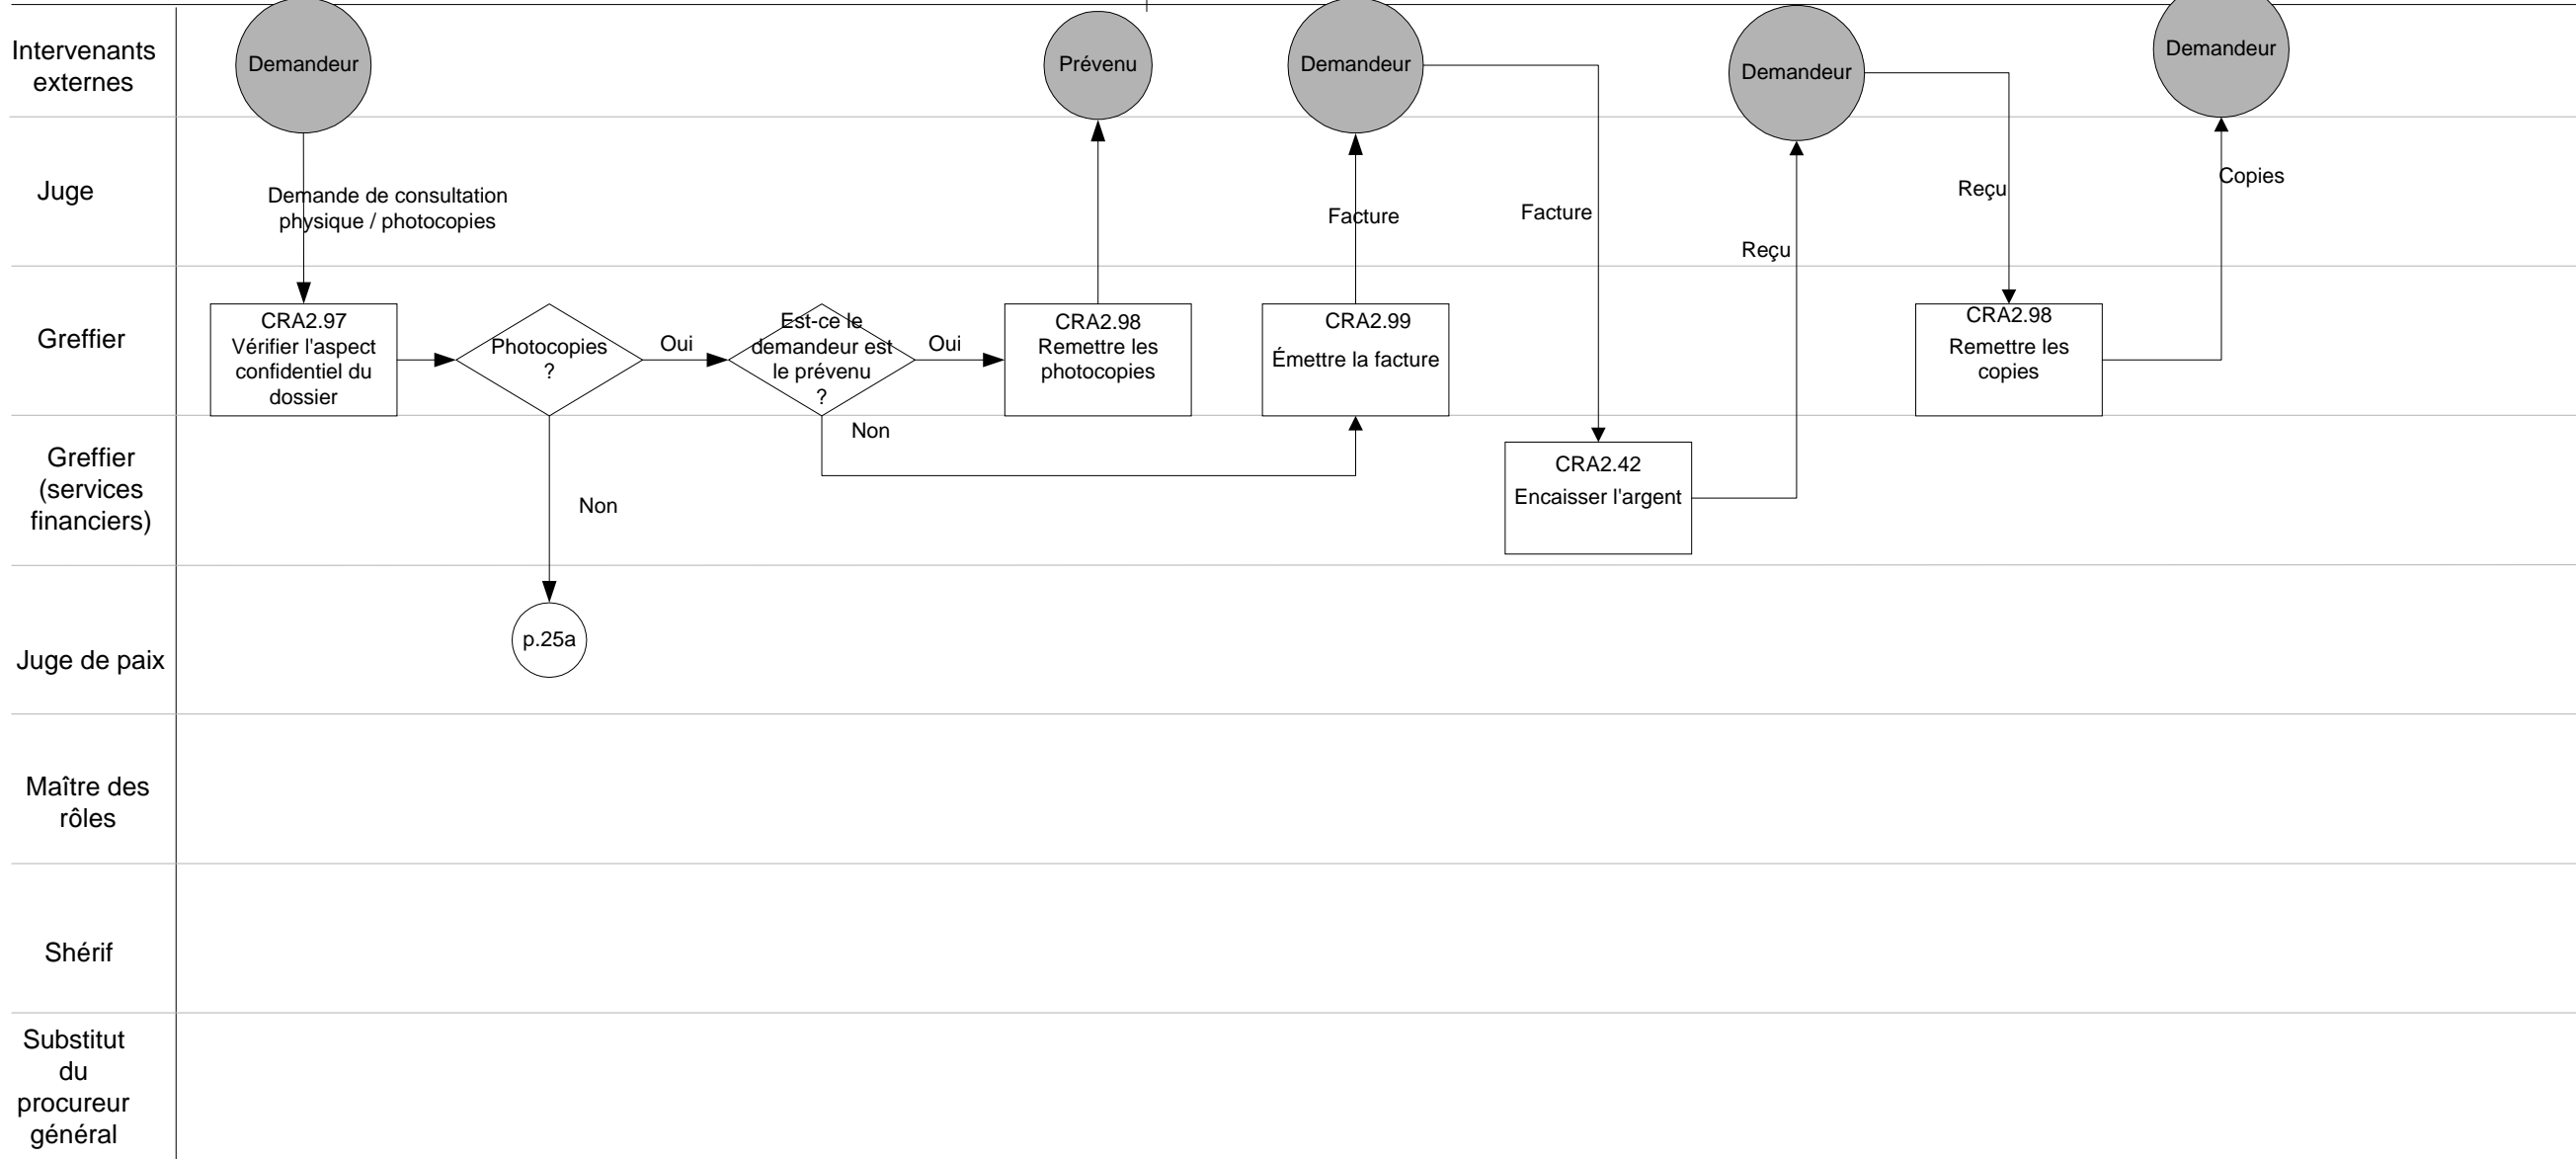 Intervenants
externes
Demandeur
Prévenu
Demandeur
Demandeur
Demandeur
Juge
Demande de consultation
physique / photocopies
Facture
Facture
Reçu
Reçu
Copies
Greffier
CRA2.97
Vérifier l'aspect
confidentiel du
dossier
Photocopies
?
Oui
Est-ce le
demandeur est
le prévenu
?
Oui
CRA2.98
Remettre les
photocopies
CRA2.99
Émettre la facture
CRA2.98
Remettre les
copies
Greffier
(services
financiers)
Non
Non
CRA2.42
Encaisser l'argent
Juge de paix
p.25a
Maître des
rôles
Shérif
Substitut
du
procureur
général